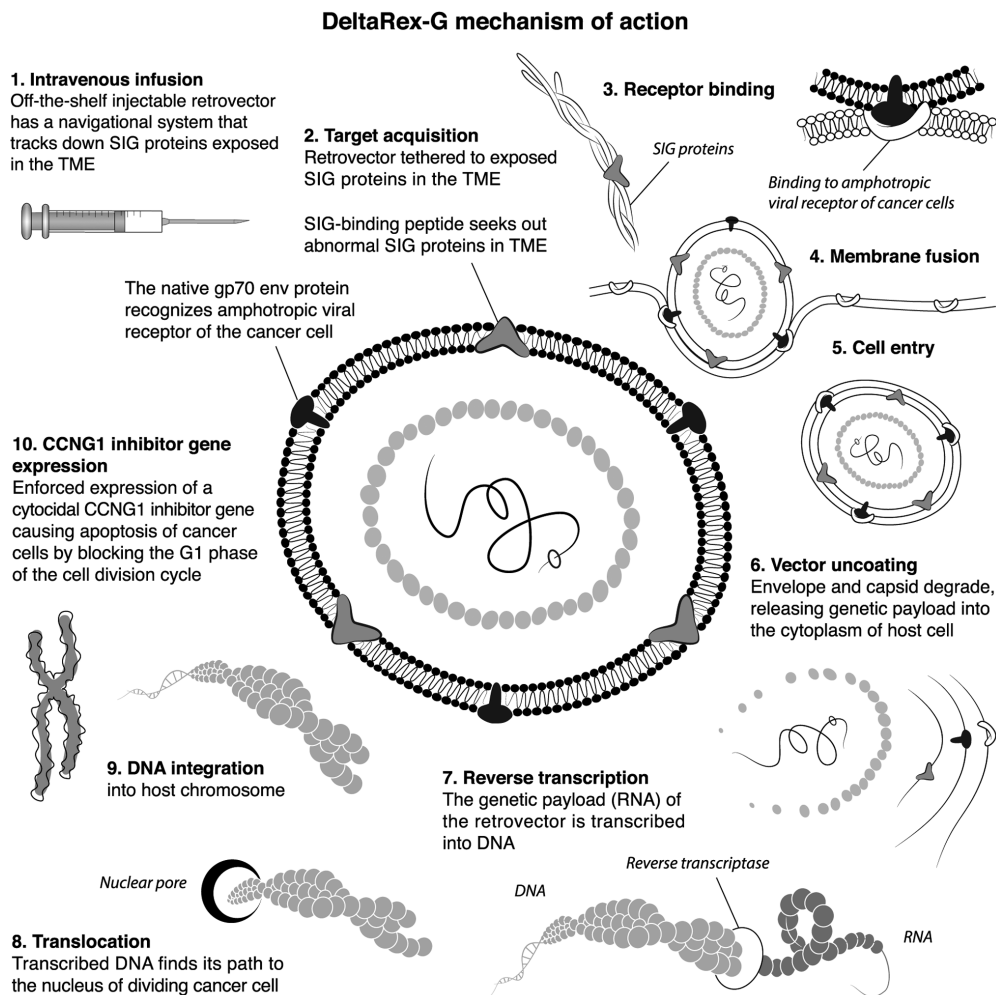 DeltaRex-G mechanism of action
1. Intravenous infusion
Off-the-shelf injectable retrovector
has a navigational system that
tracks down SIG proteins exposed
in the TME
2. Target acquisition
Retrovector tethered to exposed
SIG proteins in the TME
SIG-binding peptide seeks out
abnormal SIG proteins in TME
The native gp70 env protein
recognizes amphotropic viral
receptor of the cancer cell
3. Receptor binding
SIG proteins
Binding to amphotropic
viral receptor of cancer cells
4. Membrane fusion
5. Cell entry
6. Vector uncoating
Envelope and capsid degrade,
releasing genetic payload into
the cytoplasm of host cell
7. Reverse transcription
The genetic payload (RNA) of
the retrovector is transcribed
into DNA
Reverse transcriptase
DNA
RNA
8. Translocation
Transcribed DNA finds its path to
the nucleus of dividing cancer cell
Nuclear pore
9. DNA integration
into host chromosome
10. CCNG1 inhibitor gene
expression
Enforced expression of a
cytocidal CCNG1 inhibitor gene
causing apoptosis of cancer
cells by blocking the G1 phase
of the cell division cycle